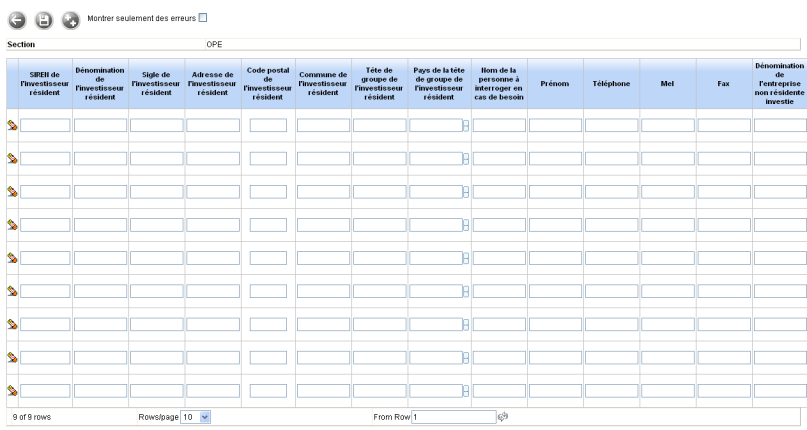 Montrer seulement des erreurs
Section OPE
SIREN de l'investisseur résident
Dénomination de l'investisseur résident
Sigle de l'investisseur résident
Adresse de l'investisseur résident
Code postal de l'investisseur résident
Commune de l'investisseur résident
Tête de groupe de l'investisseur résident
Pays de la tête de groupe de l'investisseur résident
Nom de la personne à interroger en cas de besoin
Prénom
Téléphone
Mel
Fax
Dénomination de l'entreprise non résidente investie
9 of 9 rows Rows/page 10 From Row 1